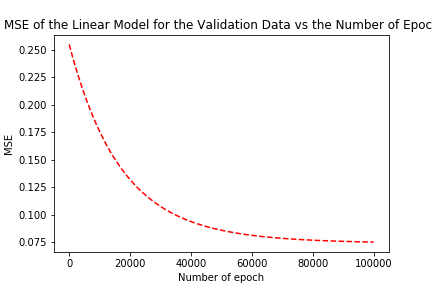 MSE of the Linear Model for the Validation Data vs the Number of Epoc
0.250
0.225
0.200
0.175
0.150
0.125
0.100
0.075
MSE
0 20000 40000 60000 80000 100000
Number of epoch